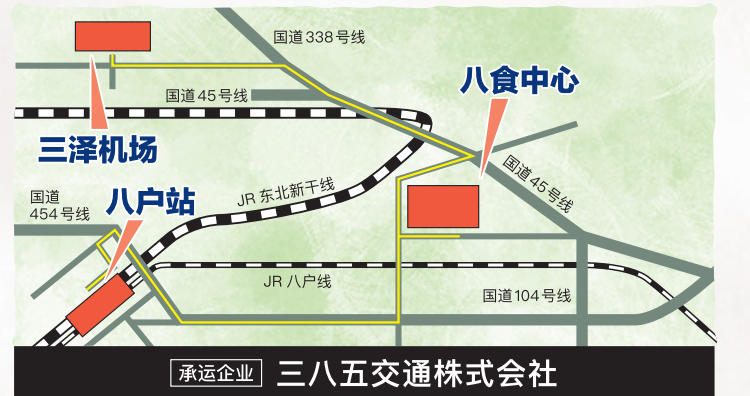 国道338号线
八食中心
国道45号线
三泽机场
国道45号线
JR 东北新干线
国道
454号线
八户站
JR 八户线
国道104号线
承运企业 三八五交通株式会社